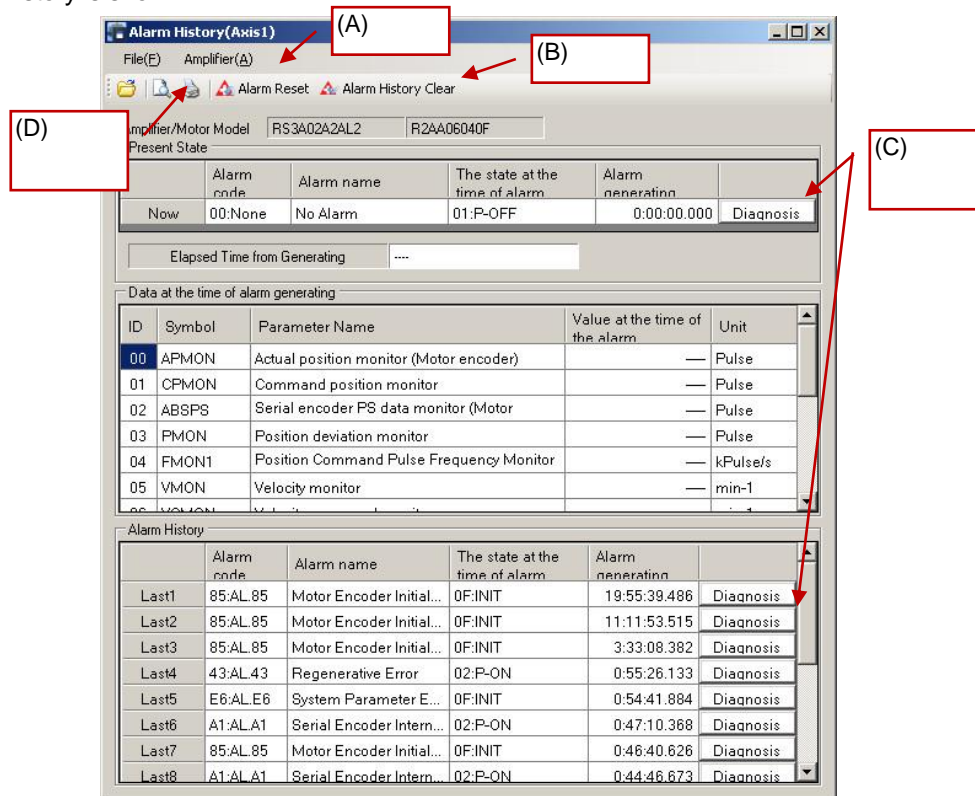 Alarm History(Axis1)
(A)
File(F) Amplifier(A)
(B)
Alarm Reset Alarm History Clear
(D)
Amplifier/Motor Model RS3A02A2AL2 R2AA06040F
(C)
Present State
Alarm code Alarm name The state at the time of alarm Alarm generating
Now 00:None No Alarm 01:P-OFF 0:00:00.000 Diagnosis
Elapsed Time from Generating ----
Data at the time of alarm generating
ID Symbol Parameter Name Value at the time of the alarm Unit
00 APMON Actual position monitor (Motor encoder) — Pulse
01 CPMON Command position monitor — Pulse
02 ABSPS Serial encoder PS data monitor (Motor — Pulse
03 PMON Position deviation monitor — Pulse
04 FMON1 Position Command Pulse Frequency Monitor — kPulse/s
05 VMON Velocity monitor — min-1
Alarm History
Alarm code Alarm name The state at the time of alarm Alarm generating
Last1 85:AL.85 Motor Encoder Initial... 0F:INIT 19:55:39.486 Diagnosis
Last2 85:AL.85 Motor Encoder Initial... 0F:INIT 11:11:53.515 Diagnosis
Last3 85:AL.85 Motor Encoder Initial... 0F:INIT 3:33:08.382 Diagnosis
Last4 43:AL.43 Regenerative Error 02:P-ON 0:55:26.133 Diagnosis
Last5 E6:AL.E6 System Parameter E... 0F:INIT 0:54:41.884 Diagnosis
Last6 A1:AL.A1 Serial Encoder Intern... 02:P-ON 0:47:10.368 Diagnosis
Last7 85:AL.85 Motor Encoder Initial... 0F:INIT 0:46:40.626 Diagnosis
Last8 A1:AL.A1 Serial Encoder Intern... 02:P-ON 0:44:46.673 Diagnosis